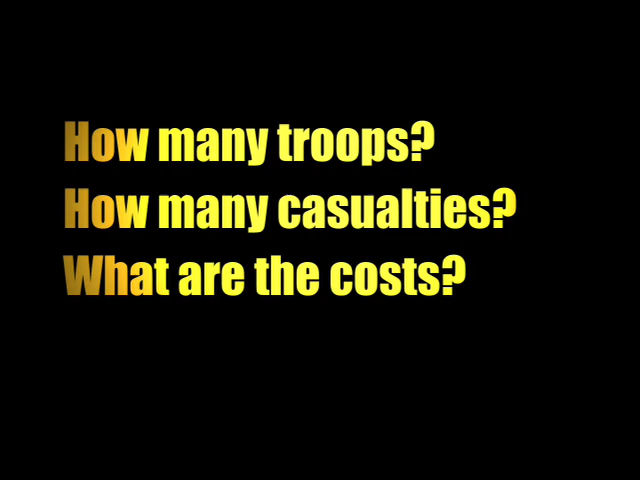 How many troops?
How many casualties?
What are the costs?